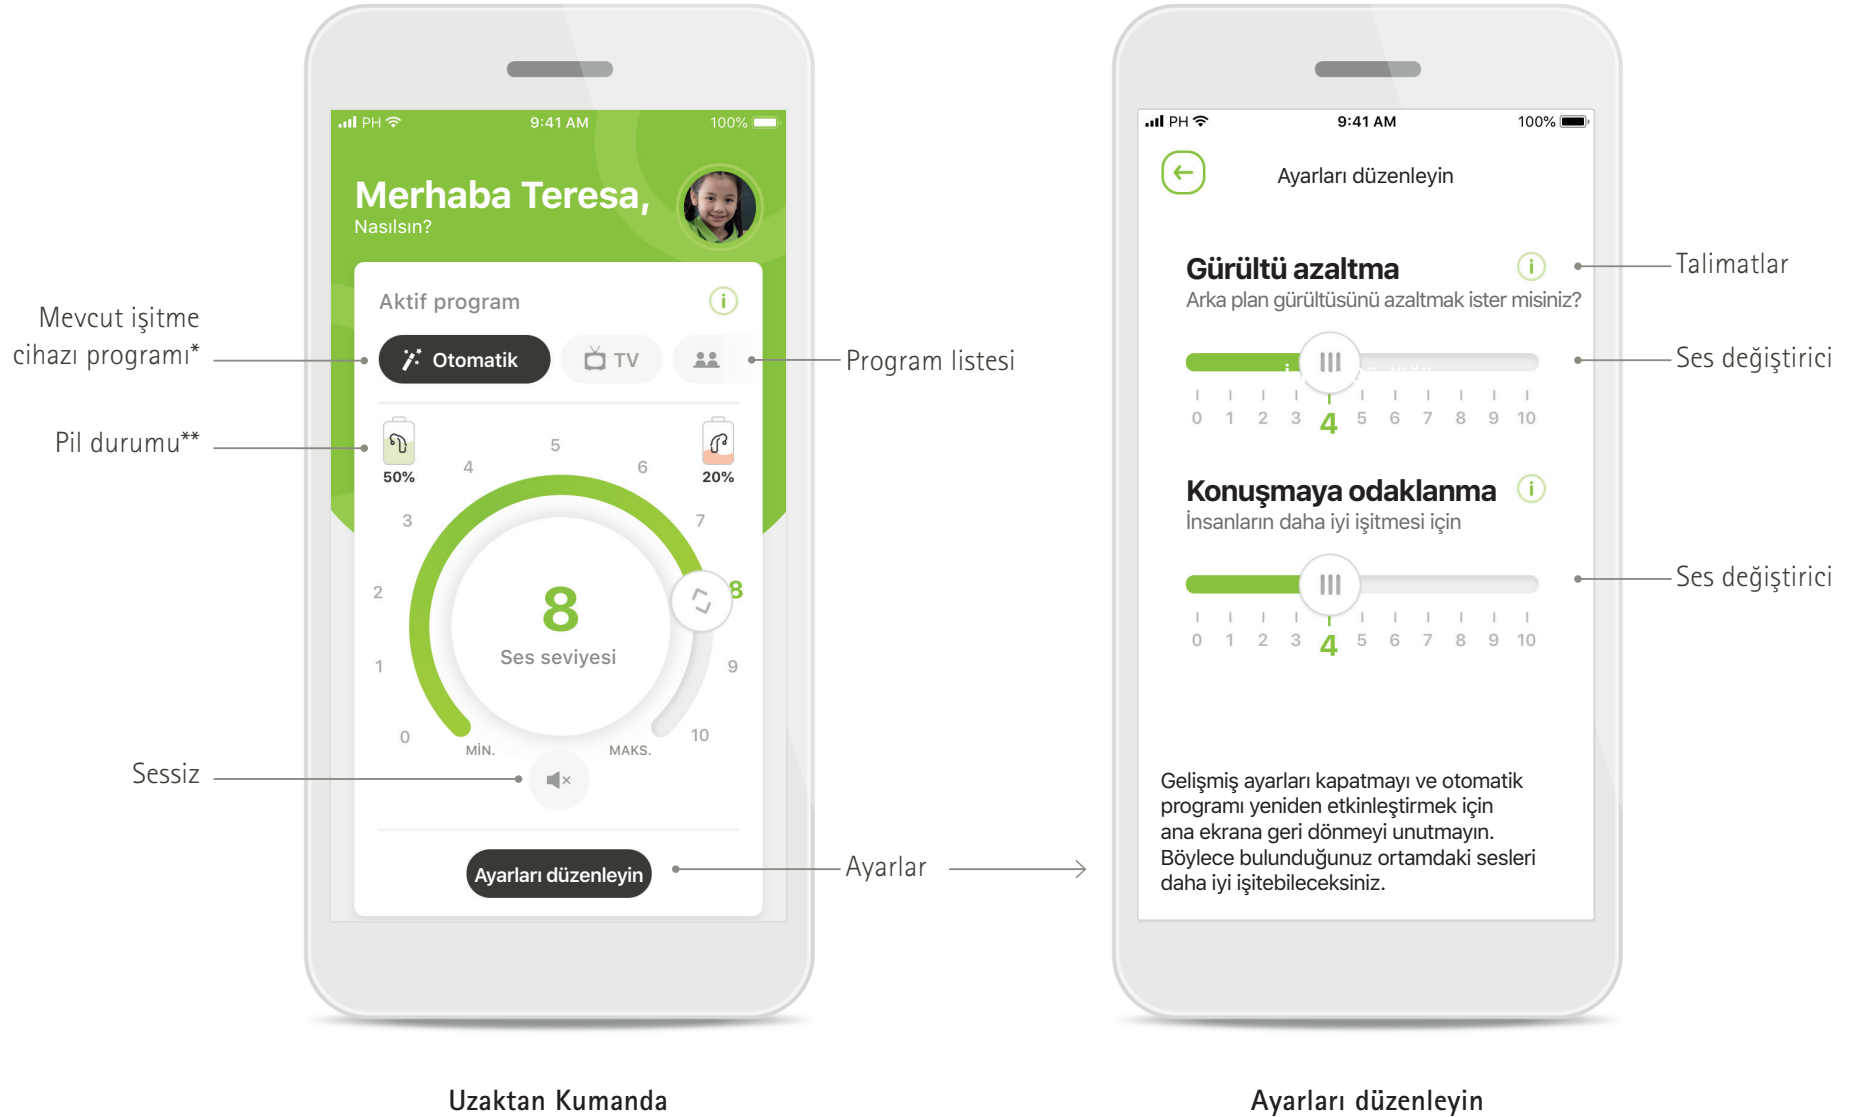 PH
9:41 AM
100%
Merhaba Teresa,
Nasılsın?
Aktif program
Otomatik
TV
50%
20%
0
1
2
3
4
5
6
7
8
9
10
8
Ses seviyesi
MİN.
MAKS.
Ayarları düzenleyin
Mevcut işitme
cihazı programı*
Pil durumu**
Sessiz
Program listesi
Ayarlar
Uzaktan Kumanda
PH
9:41 AM
100%
Ayarları düzenleyin
Gürültü azaltma
Arka plan gürültüsünü azaltmak ister misiniz?
0 1 2 3 4 5 6 7 8 9 10
Konuşmaya odaklanma
İnsanların daha iyi işitmesi için
0 1 2 3 4 5 6 7 8 9 10
Gelişmiş ayarları kapatmayı ve otomatik
programı yeniden etkinleştirmek için
ana ekrana geri dönmeyi unutmayın.
Böylece bulunduğunuz ortamdaki sesleri
daha iyi işitebileceksiniz.
Talimatlar
Ses değiştirici
Ses değiştirici
Ayarları düzenleyin